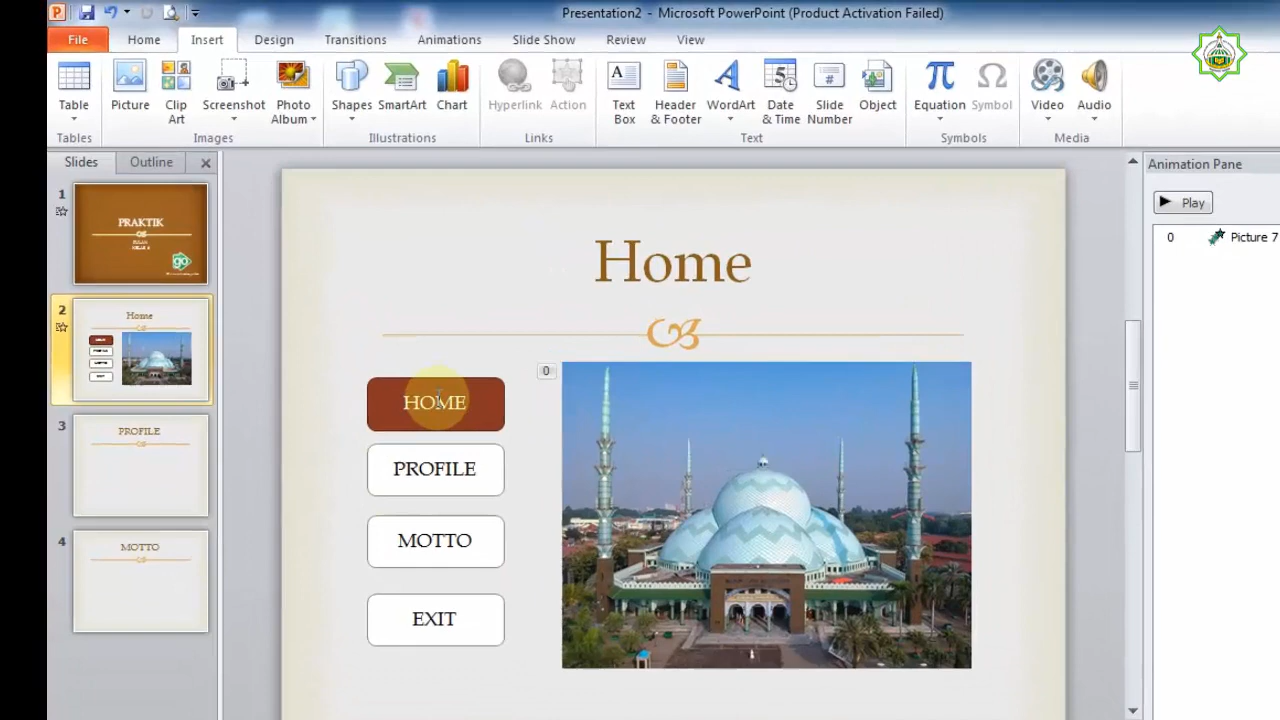 Presentation2 - Microsoft PowerPoint (Product Activation Failed)
File Home Insert Design Transitions Animations Slide Show Review View
Table Picture Clip Art Screenshot Photo Album Shapes SmartArt Chart Hyperlink Action Text Box Header & Footer WordArt Date & Time Slide Number Object Equation Symbol Video Audio
Tables Images Illustrations Links Text Symbols Media
Slides Outline
Animation Pane
Play
0 Picture 7
1
PRAKTIK
2
Home
3
PROFILE
4
MOTTO
Home
0
HOME
PROFILE
MOTTO
EXIT